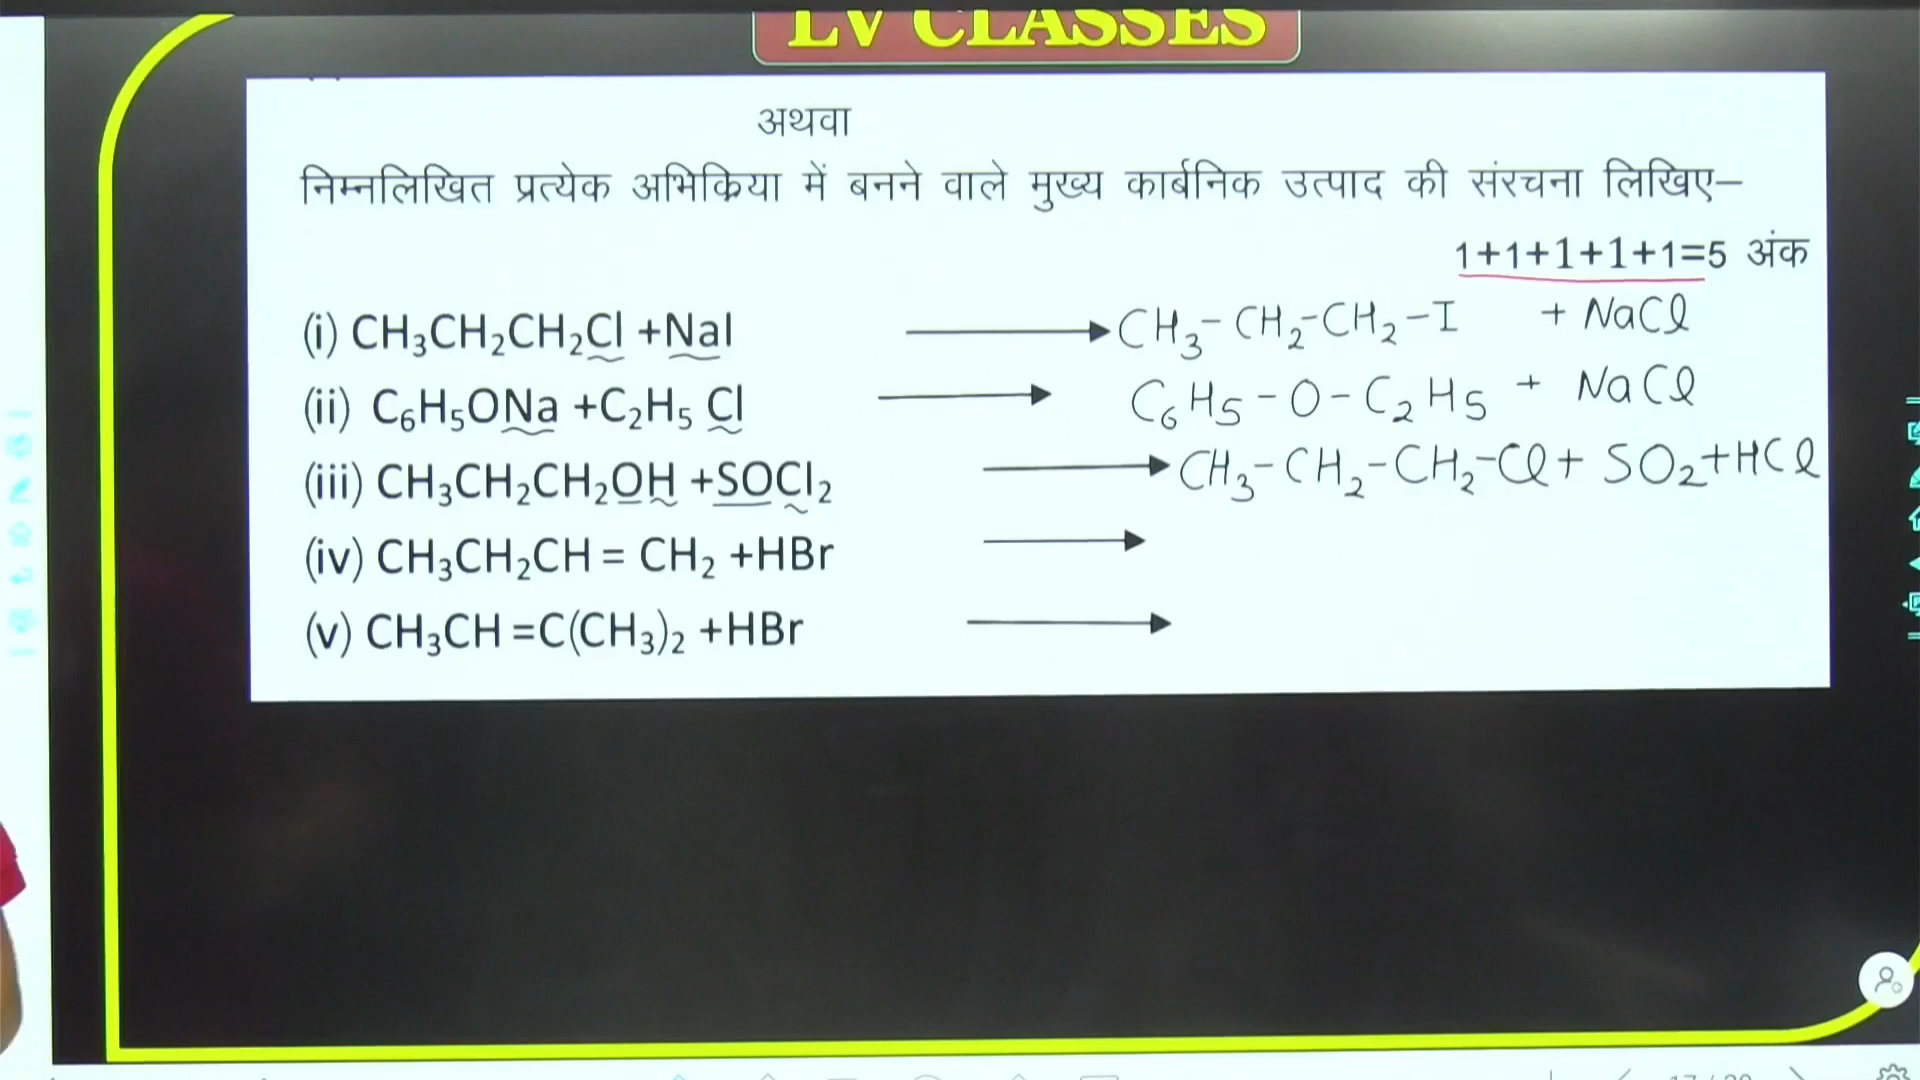 LV CLASSES
अथवा
निम्नलिखित प्रत्येक अभिक्रिया में बनने वाले मुख्य कार्बनिक उत्पाद की संरचना लिखिए–
1+1+1+1+1=5 अंक
(i) CH₃CH₂CH₂Cl +NaI ⟶ CH₃-CH₂-CH₂-I + NaCl
(ii) C₆H₅ONa +C₂H₅ Cl ⟶ C₆H₅-O-C₂H₅ + NaCl
(iii) CH₃CH₂CH₂OH +SOCl₂ ⟶ CH₃-CH₂-CH₂-Cl + SO₂+HCl
(iv) CH₃CH₂CH = CH₂ +HBr ⟶
(v) CH₃CH =C(CH₃)₂ +HBr ⟶